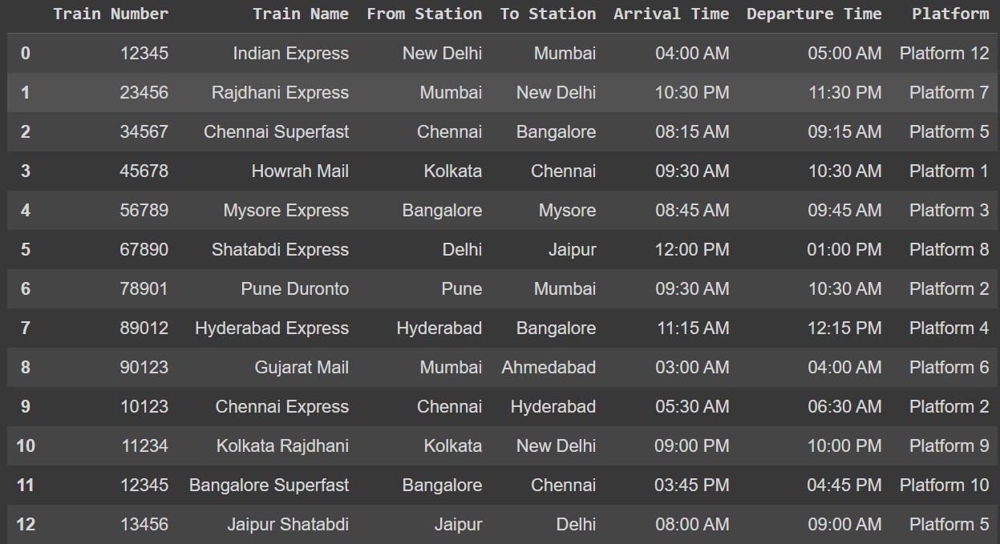 Train Number Train Name From Station To Station Arrival Time Departure Time Platform
0 12345 Indian Express New Delhi Mumbai 04:00 AM 05:00 AM Platform 12
1 23456 Rajdhani Express Mumbai New Delhi 10:30 PM 11:30 PM Platform 7
2 34567 Chennai Superfast Chennai Bangalore 08:15 AM 09:15 AM Platform 5
3 45678 Howrah Mail Kolkata Chennai 09:30 AM 10:30 AM Platform 1
4 56789 Mysore Express Bangalore Mysore 08:45 AM 09:45 AM Platform 3
5 67890 Shatabdi Express Delhi Jaipur 12:00 PM 01:00 PM Platform 8
6 78901 Pune Duronto Pune Mumbai 09:30 AM 10:30 AM Platform 2
7 89012 Hyderabad Express Hyderabad Bangalore 11:15 AM 12:15 PM Platform 4
8 90123 Gujarat Mail Mumbai Ahmedabad 03:00 AM 04:00 AM Platform 6
9 10123 Chennai Express Chennai Hyderabad 05:30 AM 06:30 AM Platform 2
10 11234 Kolkata Rajdhani Kolkata New Delhi 09:00 PM 10:00 PM Platform 9
11 12345 Bangalore Superfast Bangalore Chennai 03:45 PM 04:45 PM Platform 10
12 13456 Jaipur Shatabdi Jaipur Delhi 08:00 AM 09:00 AM Platform 5